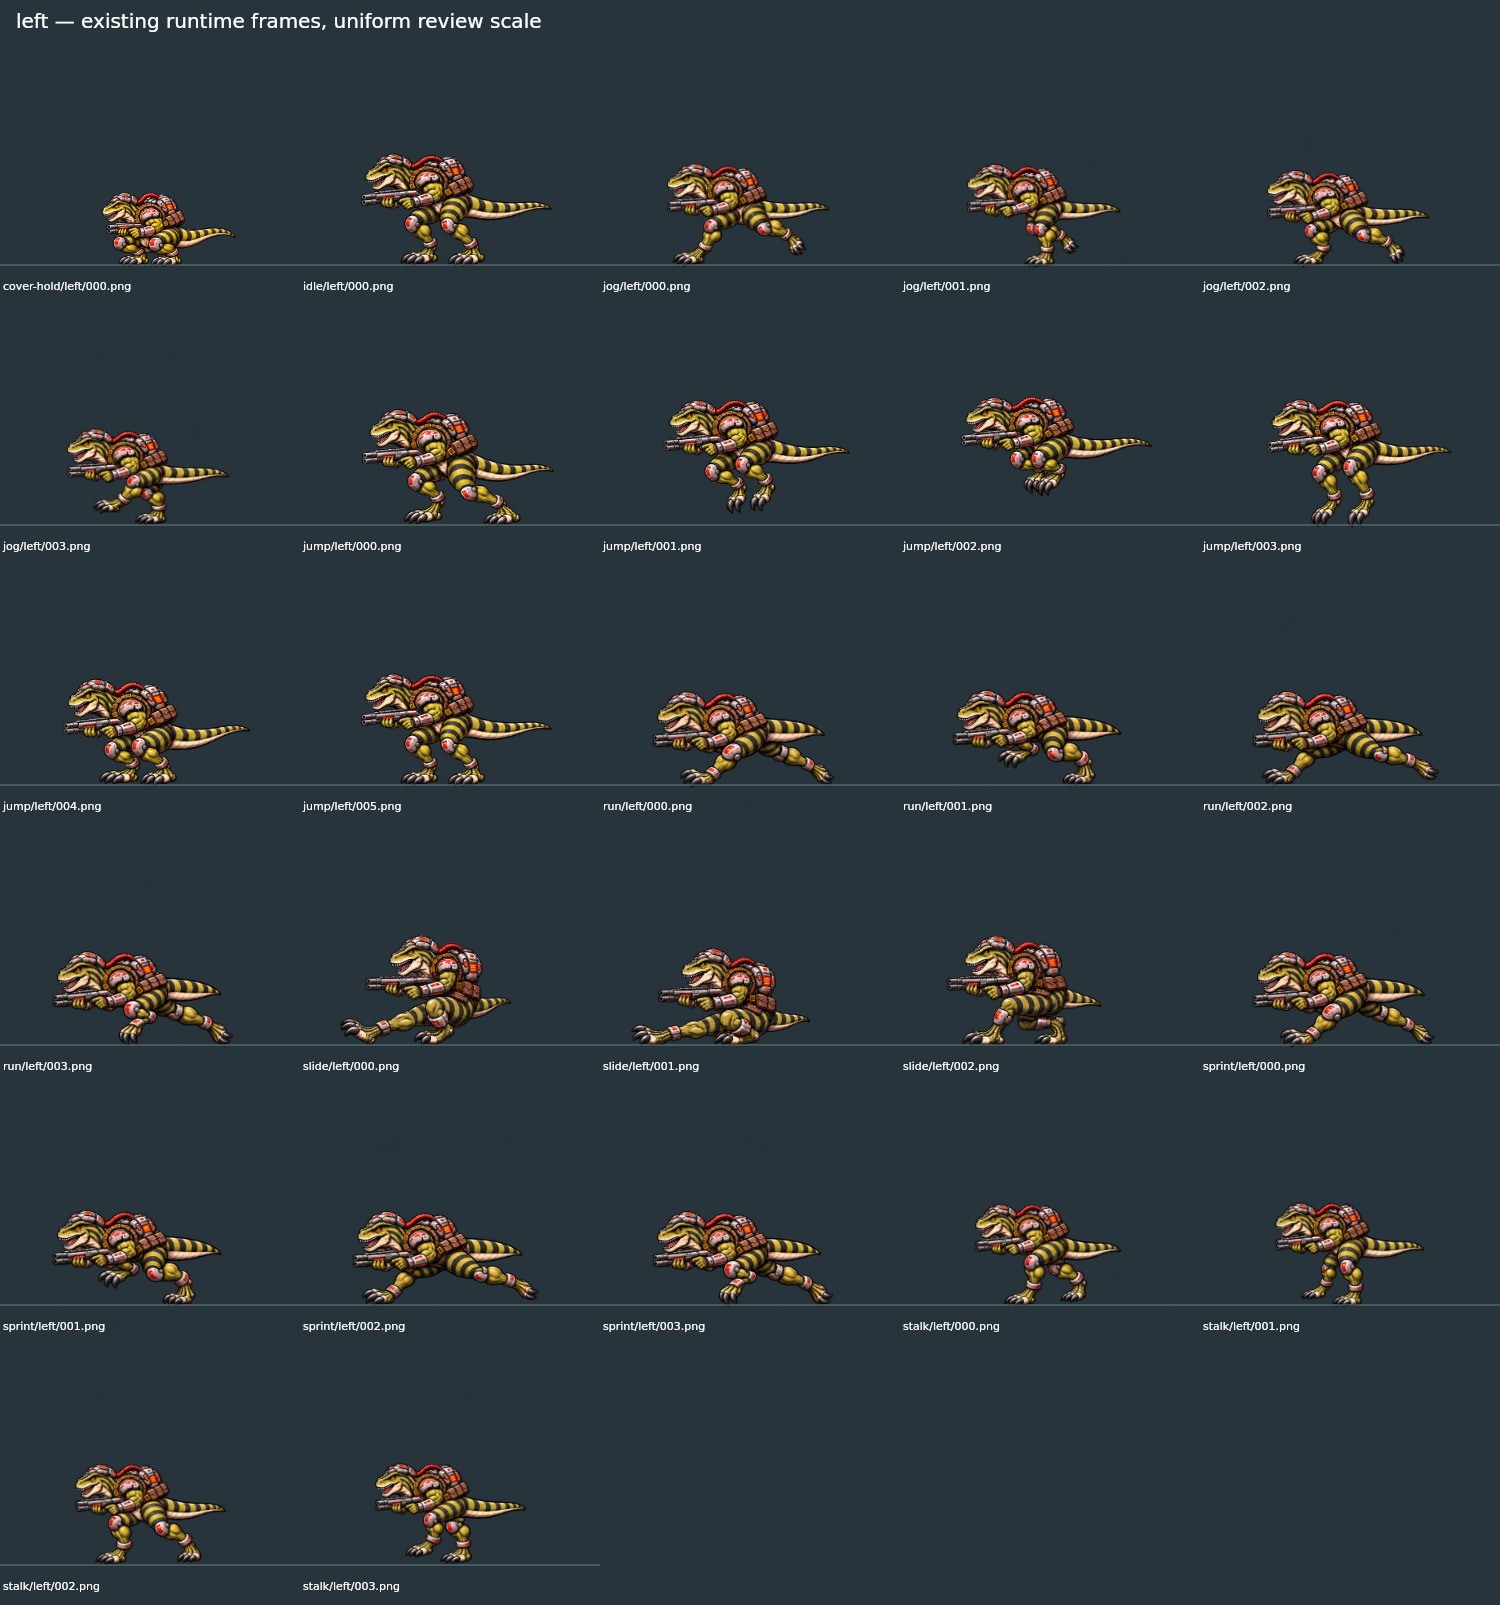 left — existing runtime frames, uniform review scale
cover-hold/left/000.png
idle/left/000.png
jog/left/000.png
jog/left/001.png
jog/left/002.png
jog/left/003.png
jump/left/000.png
jump/left/001.png
jump/left/002.png
jump/left/003.png
jump/left/004.png
jump/left/005.png
run/left/000.png
run/left/001.png
run/left/002.png
run/left/003.png
slide/left/000.png
slide/left/001.png
slide/left/002.png
sprint/left/000.png
sprint/left/001.png
sprint/left/002.png
sprint/left/003.png
stalk/left/000.png
stalk/left/001.png
stalk/left/002.png
stalk/left/003.png